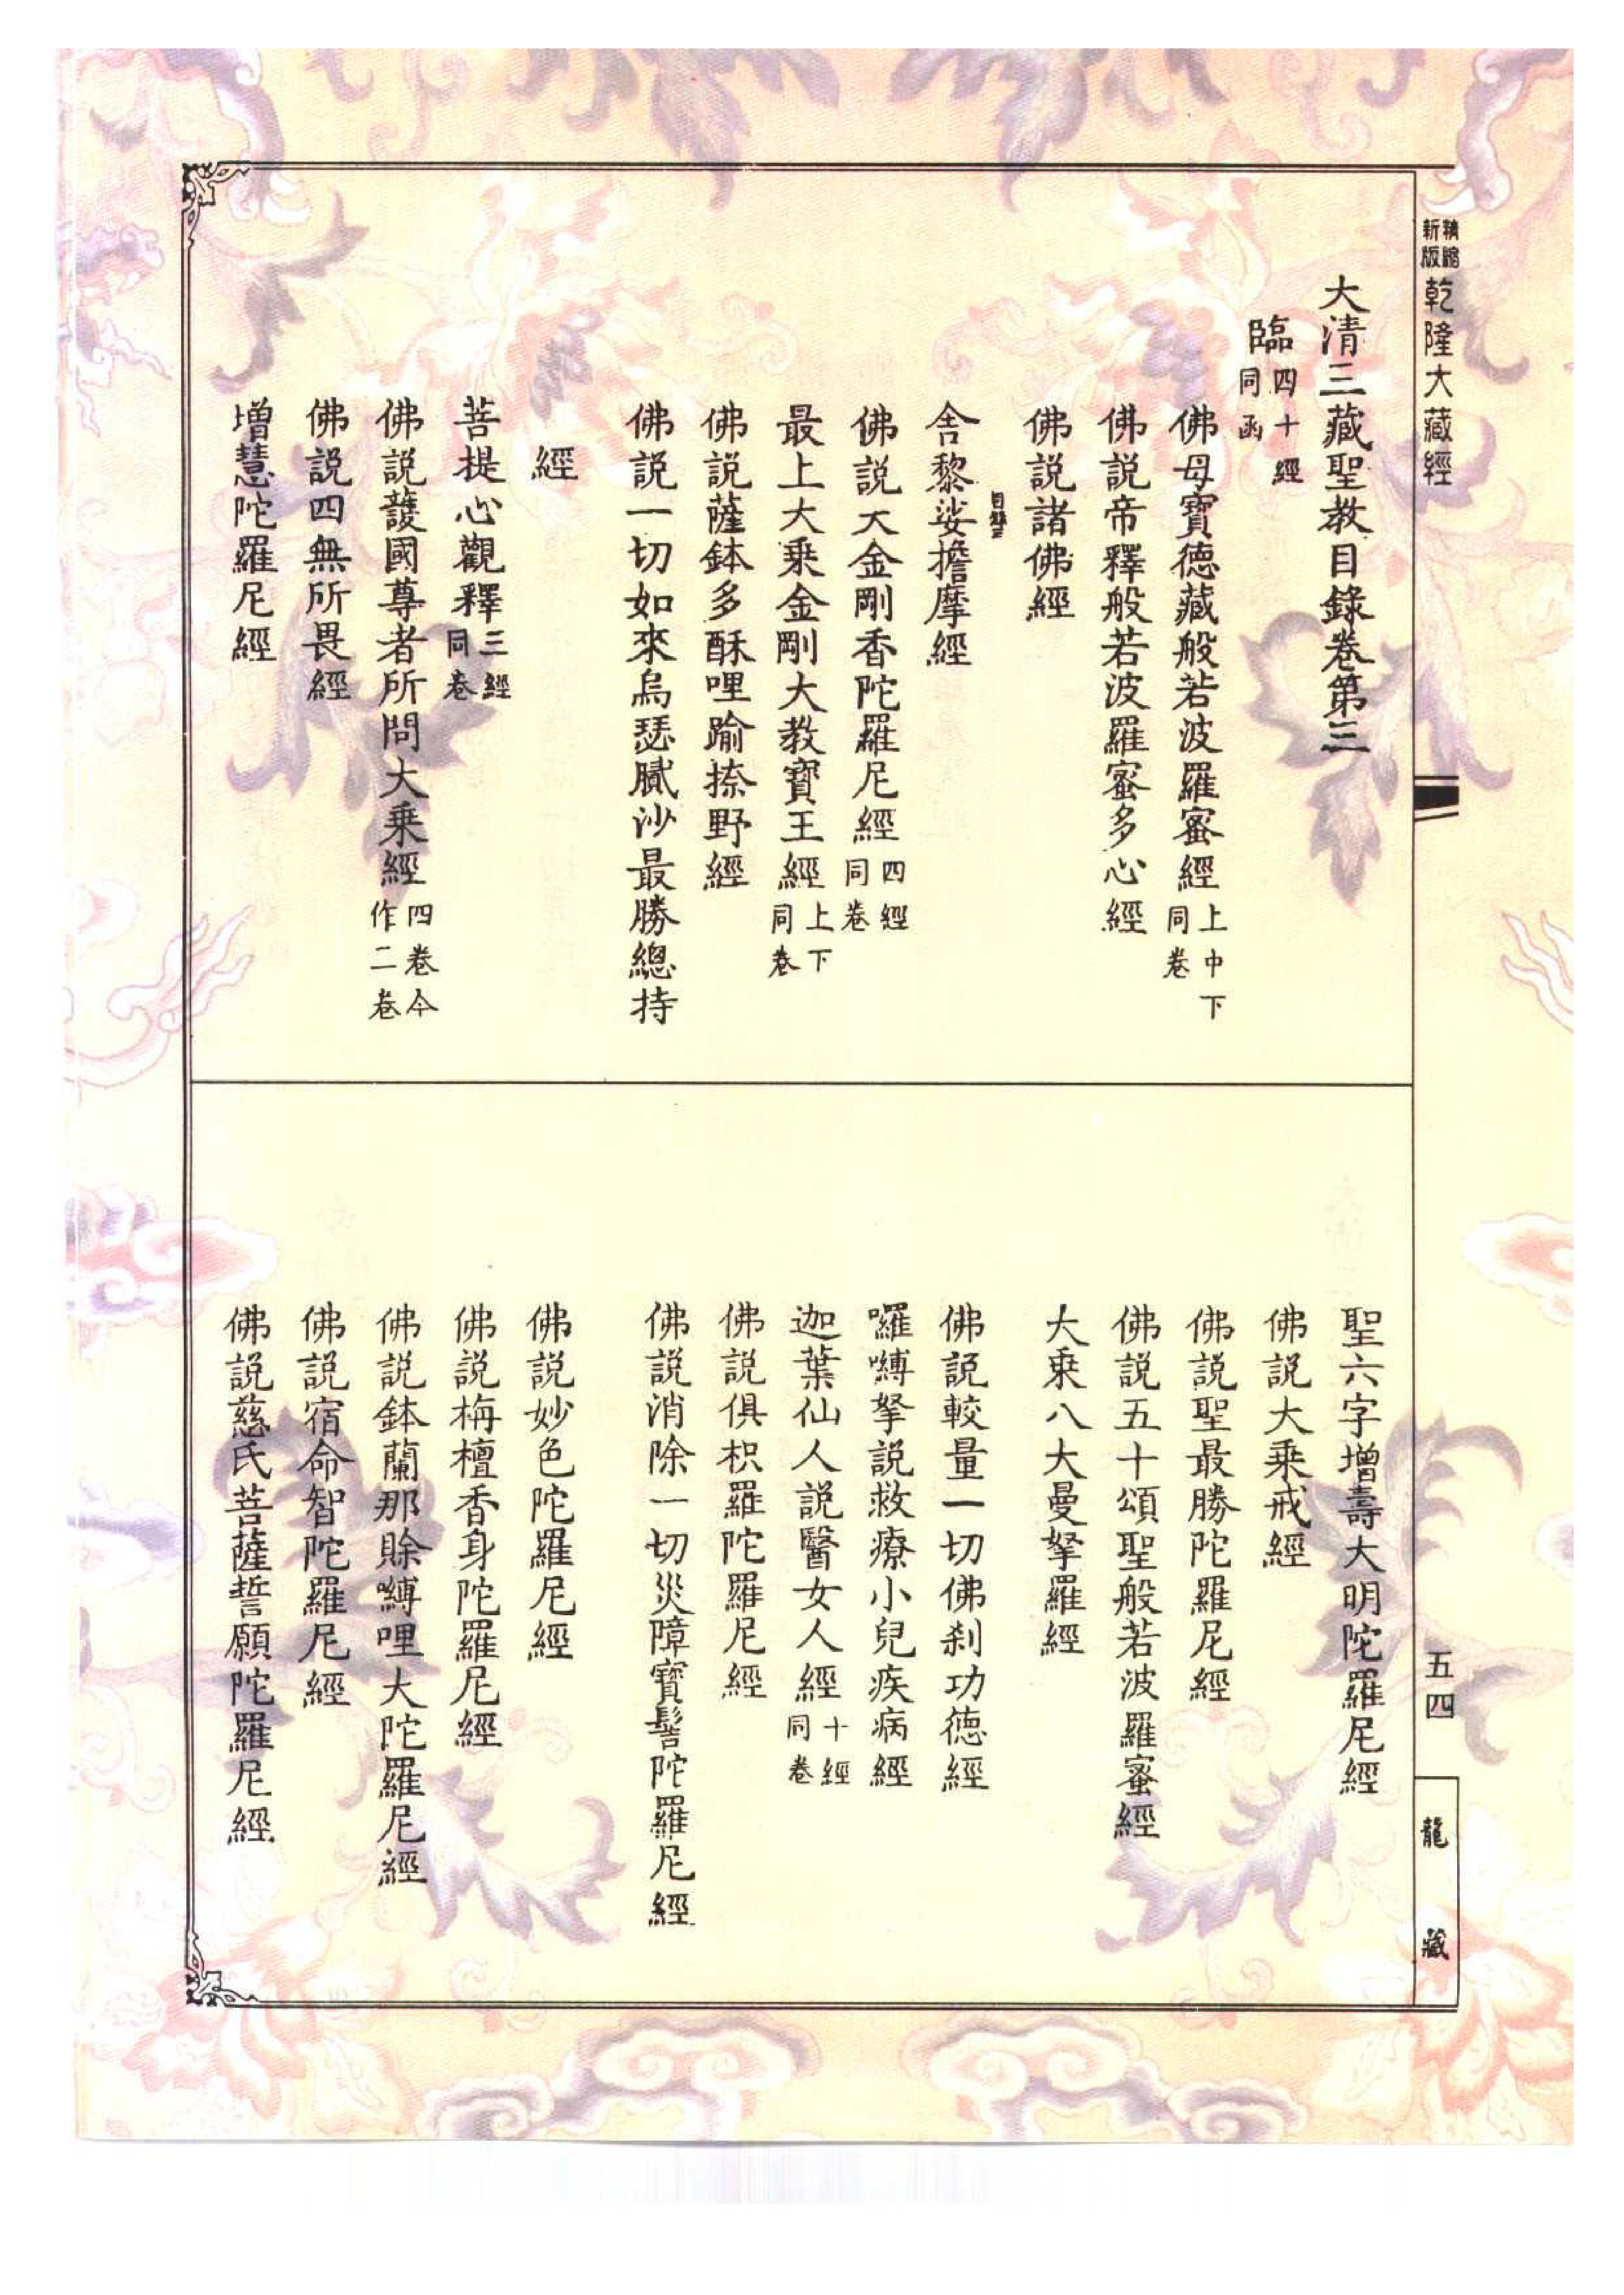 精縮新版乾隆大藏經
大清三藏聖教目錄卷第三
臨四十經同函
佛母寶德藏般若波羅蜜經上中下同卷
佛說帝釋般若波羅蜜多心經
佛說諸佛經
舍黎娑擔摩經
佛說大金剛香陀羅尼經四經同卷
最上大乘金剛大教寶王經上下同卷
佛說薩鉢多酥哩踰捺野經
佛說一切如來烏瑟膩沙最勝總持
經
菩提心觀釋三經同卷
佛說護國尊者所問大乘經四卷今作二卷
佛說四無所畏經
增慧陀羅尼經
聖六字增壽大明陀羅尼經
佛說大乘戒經
佛說聖最勝陀羅尼經
佛說五十頌聖般若波羅蜜經
大乘八大曼拏羅經
佛說較量一切佛刹功德經
囉嚩拏說救療小兒疾病經
迦葉仙人說醫女人經十經同卷
佛說俱枳羅陀羅尼經
佛說消除一切災障寶髻陀羅尼經
佛說妙色陀羅尼經
佛說栴檀香身陀羅尼經
佛說鉢蘭那賒嚩哩大陀羅尼經
佛說宿命智陀羅尼經
佛說慈氏菩薩誓願陀羅尼經
五四
龍藏